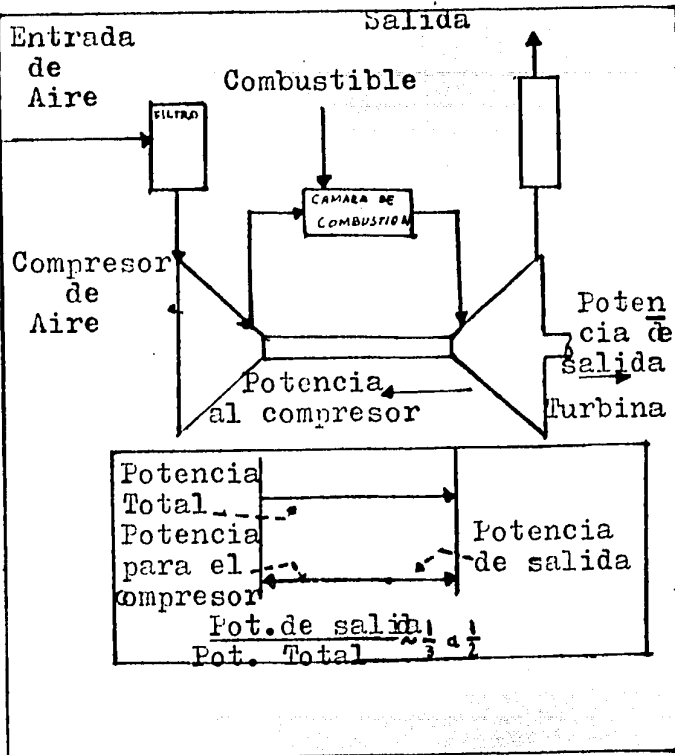 Entrada
de
Aire
Salida
Combustible
FILTRO
CAMARA DE
COMBUSTION
Compresor
de
Aire
Poten
cia de
salida
Potencia
al compresor
Turbina
Potencia
Total
Potencia
para el
compresor
Potencia
de salida
Pot.de salida ≈ 1/3 a 1/2
Pot. Total